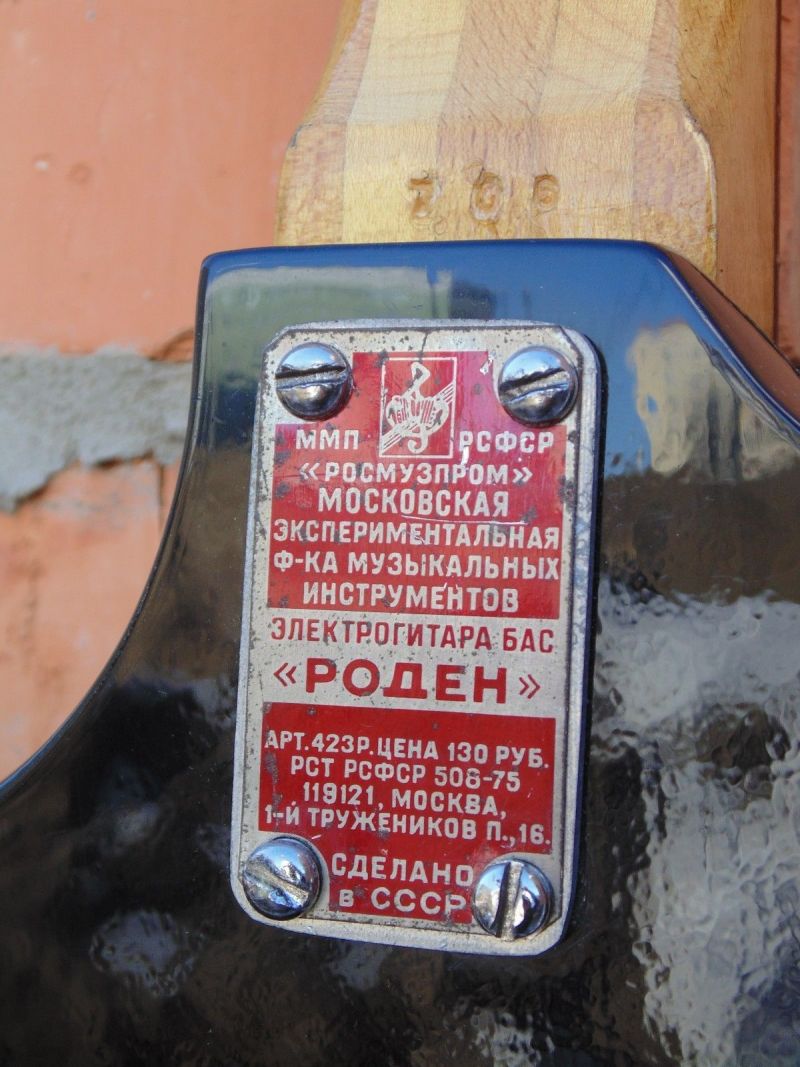 ММП РСФСР
«РОСМУЗПРОМ»
МОСКОВСКАЯ
ЭКСПЕРИМЕНТАЛЬНАЯ
Ф-КА МУЗЫКАЛЬНЫХ
ИНСТРУМЕНТОВ
ЭЛЕКТРОГИТАРА БАС
«РОДЕН»
АРТ.423Р.ЦЕНА 130 РУБ.
РСТ РСФСР 508-75
119121, МОСКВА,
1-Й ТРУЖЕНИКОВ П.,16.
СДЕЛАНО
в СССР